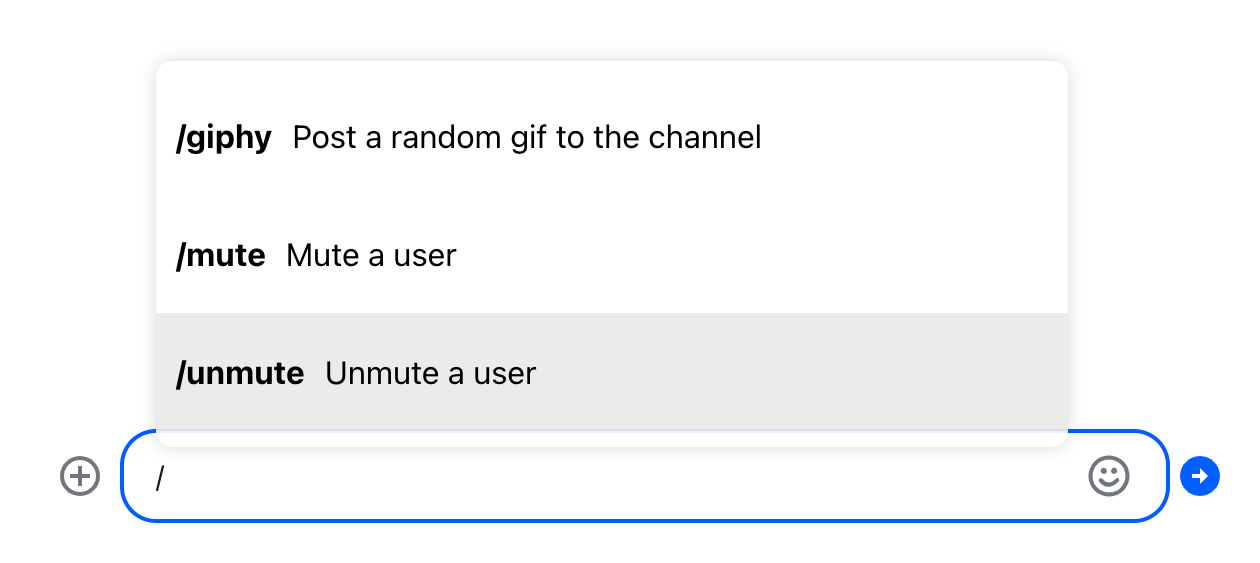 /giphy Post a random gif to the channel
/mute Mute a user
/unmute Unmute a user
/